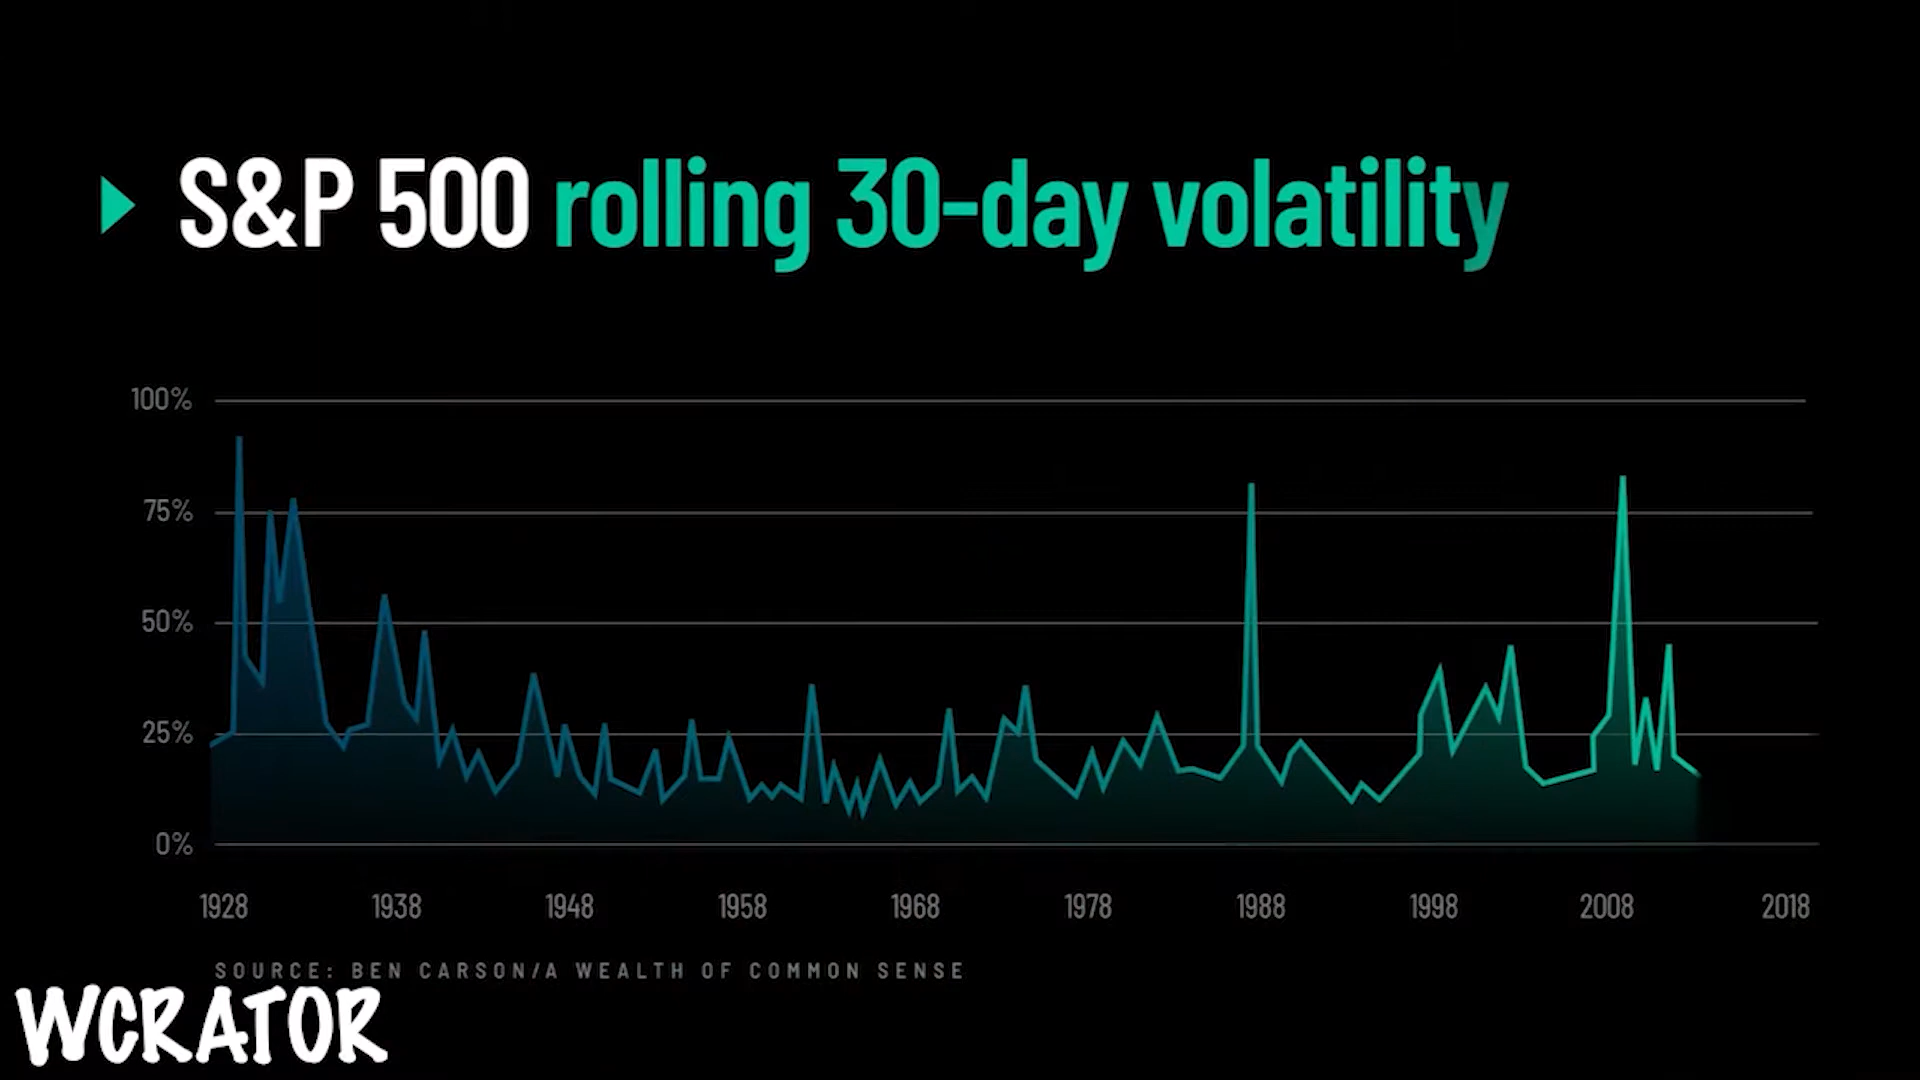 S&P 500 rolling 30-day volatility
100%
75%
50%
25%
0%
1928 1938 1948 1958 1968 1978 1988 1998 2008 2018
SOURCE: BEN CARSON/A WEALTH OF COMMON SENSE
WCRATOR